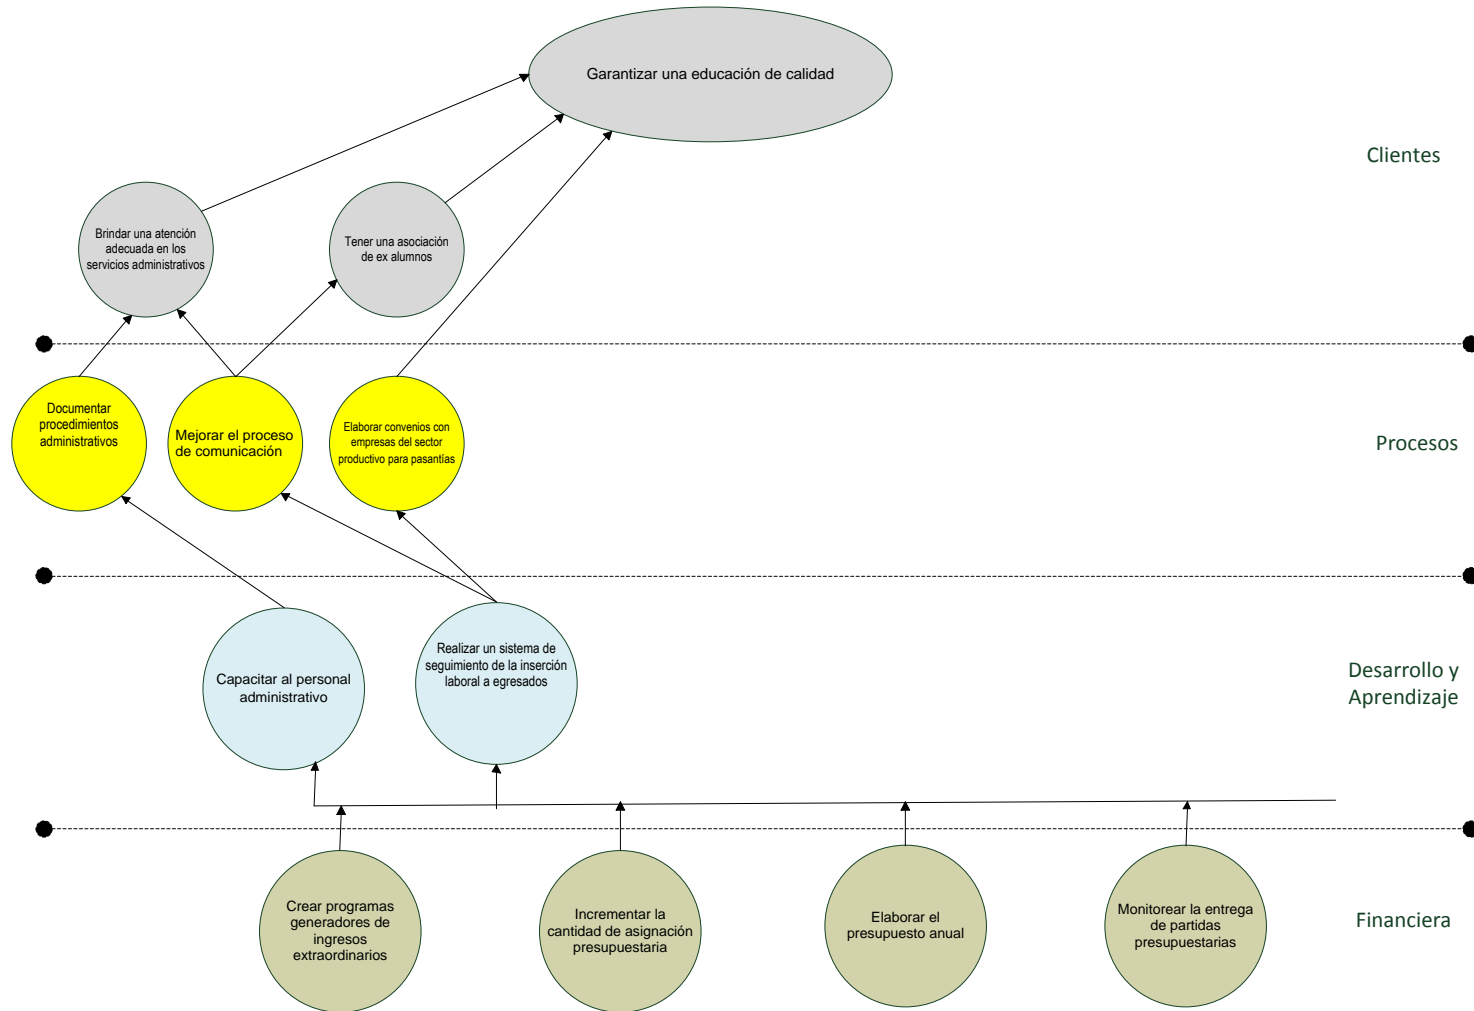 Garantizar una educación de calidad
Clientes
Brindar una atención
adecuada en los
servicios administrativos
Tener una asociación
de ex alumnos
Documentar
procedimientos
administrativos
Mejorar el proceso
de comunicación
Elaborar convenios con
empresas del sector
productivo para pasantías
Procesos
Capacitar al personal
administrativo
Realizar un sistema de
seguimiento de la inserción
laboral a egresados
Desarrollo y
Aprendizaje
Crear programas
generadores de
ingresos
extraordinarios
Incrementar la
cantidad de asignación
presupuestaria
Elaborar el
presupuesto anual
Monitorear la entrega
de partidas
presupuestarias
Financiera